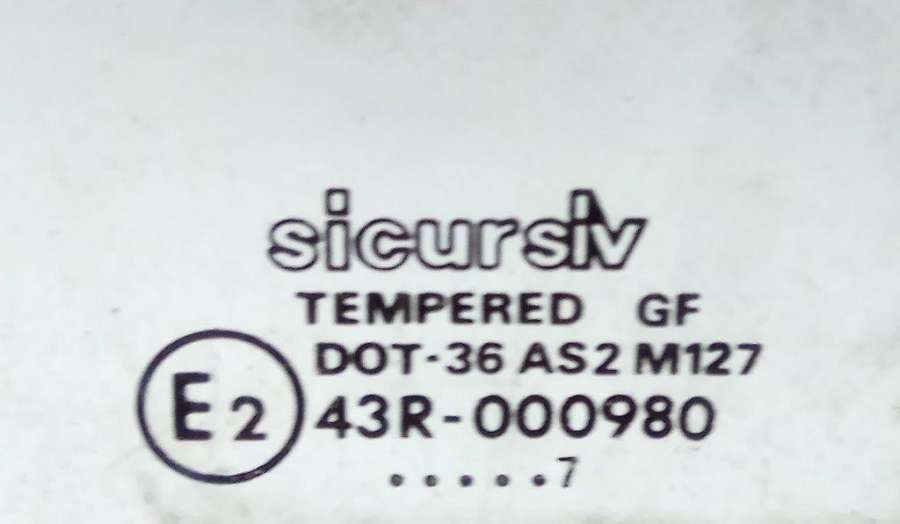 sicursiv
TEMPERED GF
DOT-36 AS2 M127
E2 43R-000980
.....7